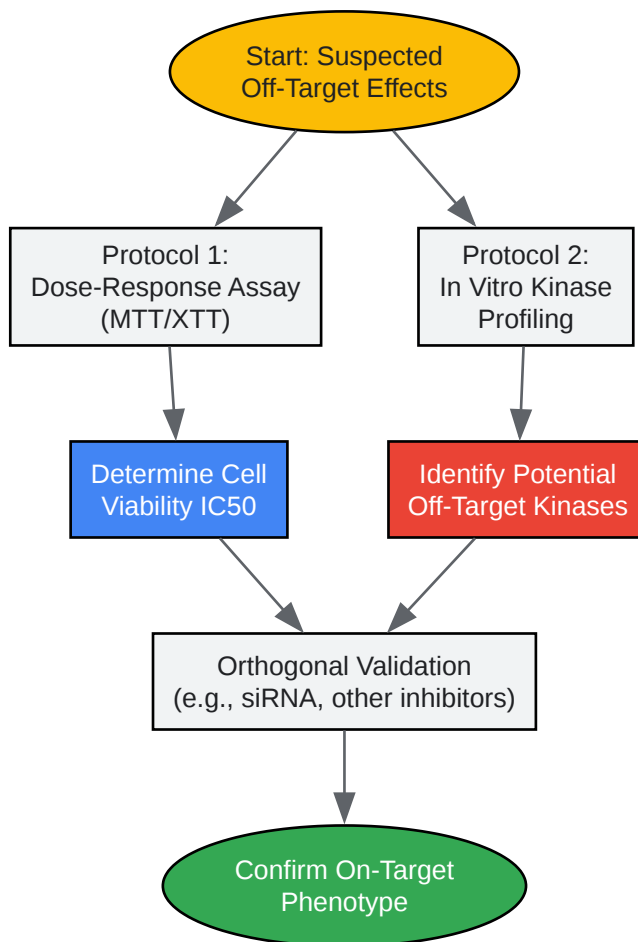 Start: Suspected
Off-Target Effects
Protocol 1:
Dose-Response Assay
(MTT/XTT)
Protocol 2:
In Vitro Kinase
Profiling
Determine Cell
Viability IC50
Identify Potential
Off-Target Kinases
Orthogonal Validation
(e.g., siRNA, other inhibitors)
Confirm On-Target
Phenotype